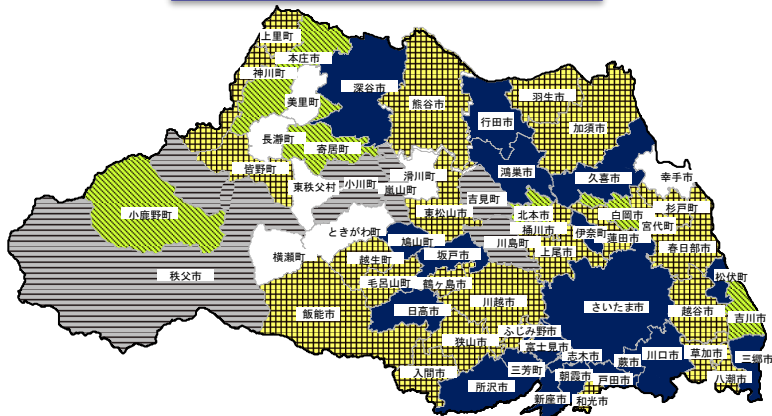 上里町
本庄市
神川町
深谷市
美里町
熊谷市
羽生市
行田市
加須市
長瀞町
寄居町
皆野町
滑川町
鴻巣市
久喜市
幸手市
東秩父村
小川町
嵐山町
吉見町
小鹿野町
東松山市
北本市
白岡市
杉戸町
ときがわ町
桶川市
伊奈町
宮代町
鳩山町
川島町
上尾市
蓮田市
春日部市
横瀬町
越生町
坂戸市
秩父市
毛呂山町
鶴ヶ島市
松伏町
飯能市
日高市
川越市
さいたま市
越谷市
吉川市
狭山市
ふじみ野市
富士見市
志木市
蕨市
川口市
草加市
三郷市
入間市
所沢市
三芳町
朝霞市
戸田市
八潮市
新座市
和光市